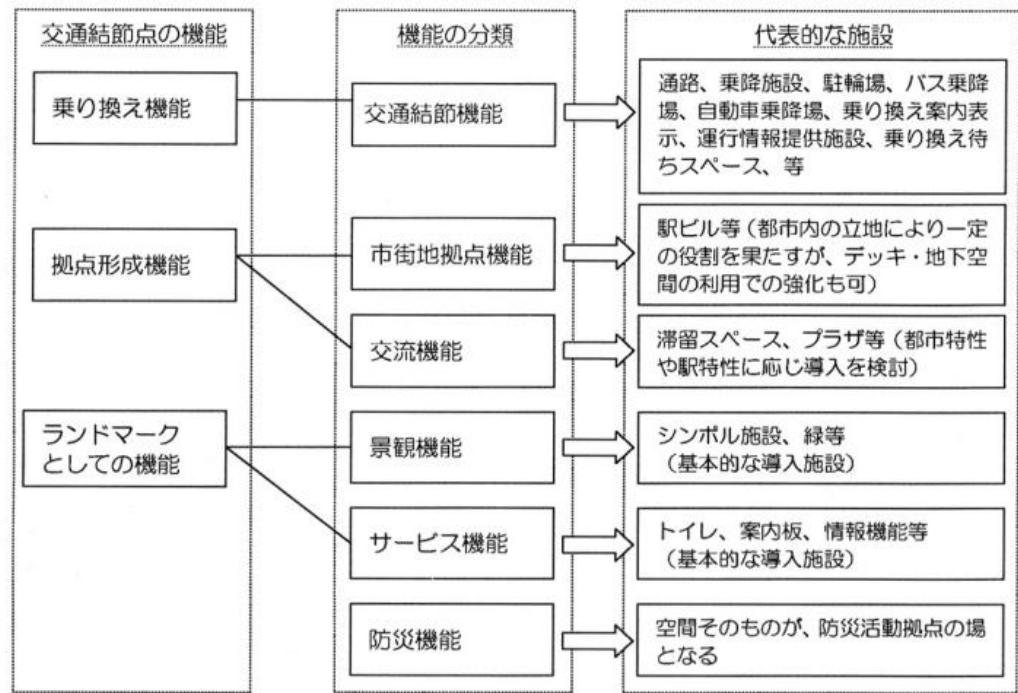 交通結節点の機能
機能の分類
代表的な施設
乗り換え機能
交通結節機能
通路、乗降施設、駐輪場、バス乗降
場、自動車乗降場、乗り換え案内表
示、運行情報提供施設、乗り換え待
ちスペース、等
拠点形成機能
市街地拠点機能
駅ビル等（都市内の立地により一定
の役割を果たすが、デッキ・地下空
間の利用での強化も可）
交流機能
滞留スペース、プラザ等（都市特性
や駅特性に応じ導入を検討）
ランドマーク
としての機能
景観機能
シンボル施設、緑等
（基本的な導入施設）
サービス機能
トイレ、案内板、情報機能等
（基本的な導入施設）
防災機能
空間そのものが、防災活動拠点の場
となる